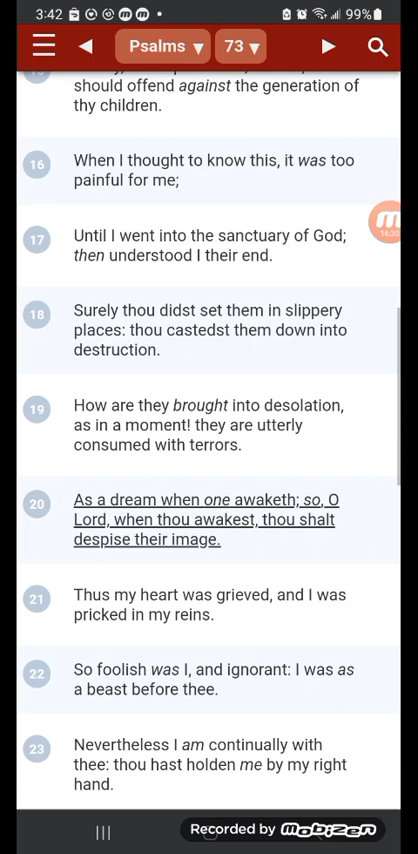 3:42 99%
Psalms 73
should offend against the generation of
thy children.
16
When I thought to know this, it was too
painful for me;
16:30
17
Until I went into the sanctuary of God;
then understood I their end.
18
Surely thou didst set them in slippery
places: thou castedst them down into
destruction.
19
How are they brought into desolation,
as in a moment! they are utterly
consumed with terrors.
20
As a dream when one awaketh; so, O
Lord, when thou awakest, thou shalt
despise their image.
21
Thus my heart was grieved, and I was
pricked in my reins.
22
So foolish was I, and ignorant: I was as
a beast before thee.
23
Nevertheless I am continually with
thee: thou hast holden me by my right
hand.
Recorded by mobizen